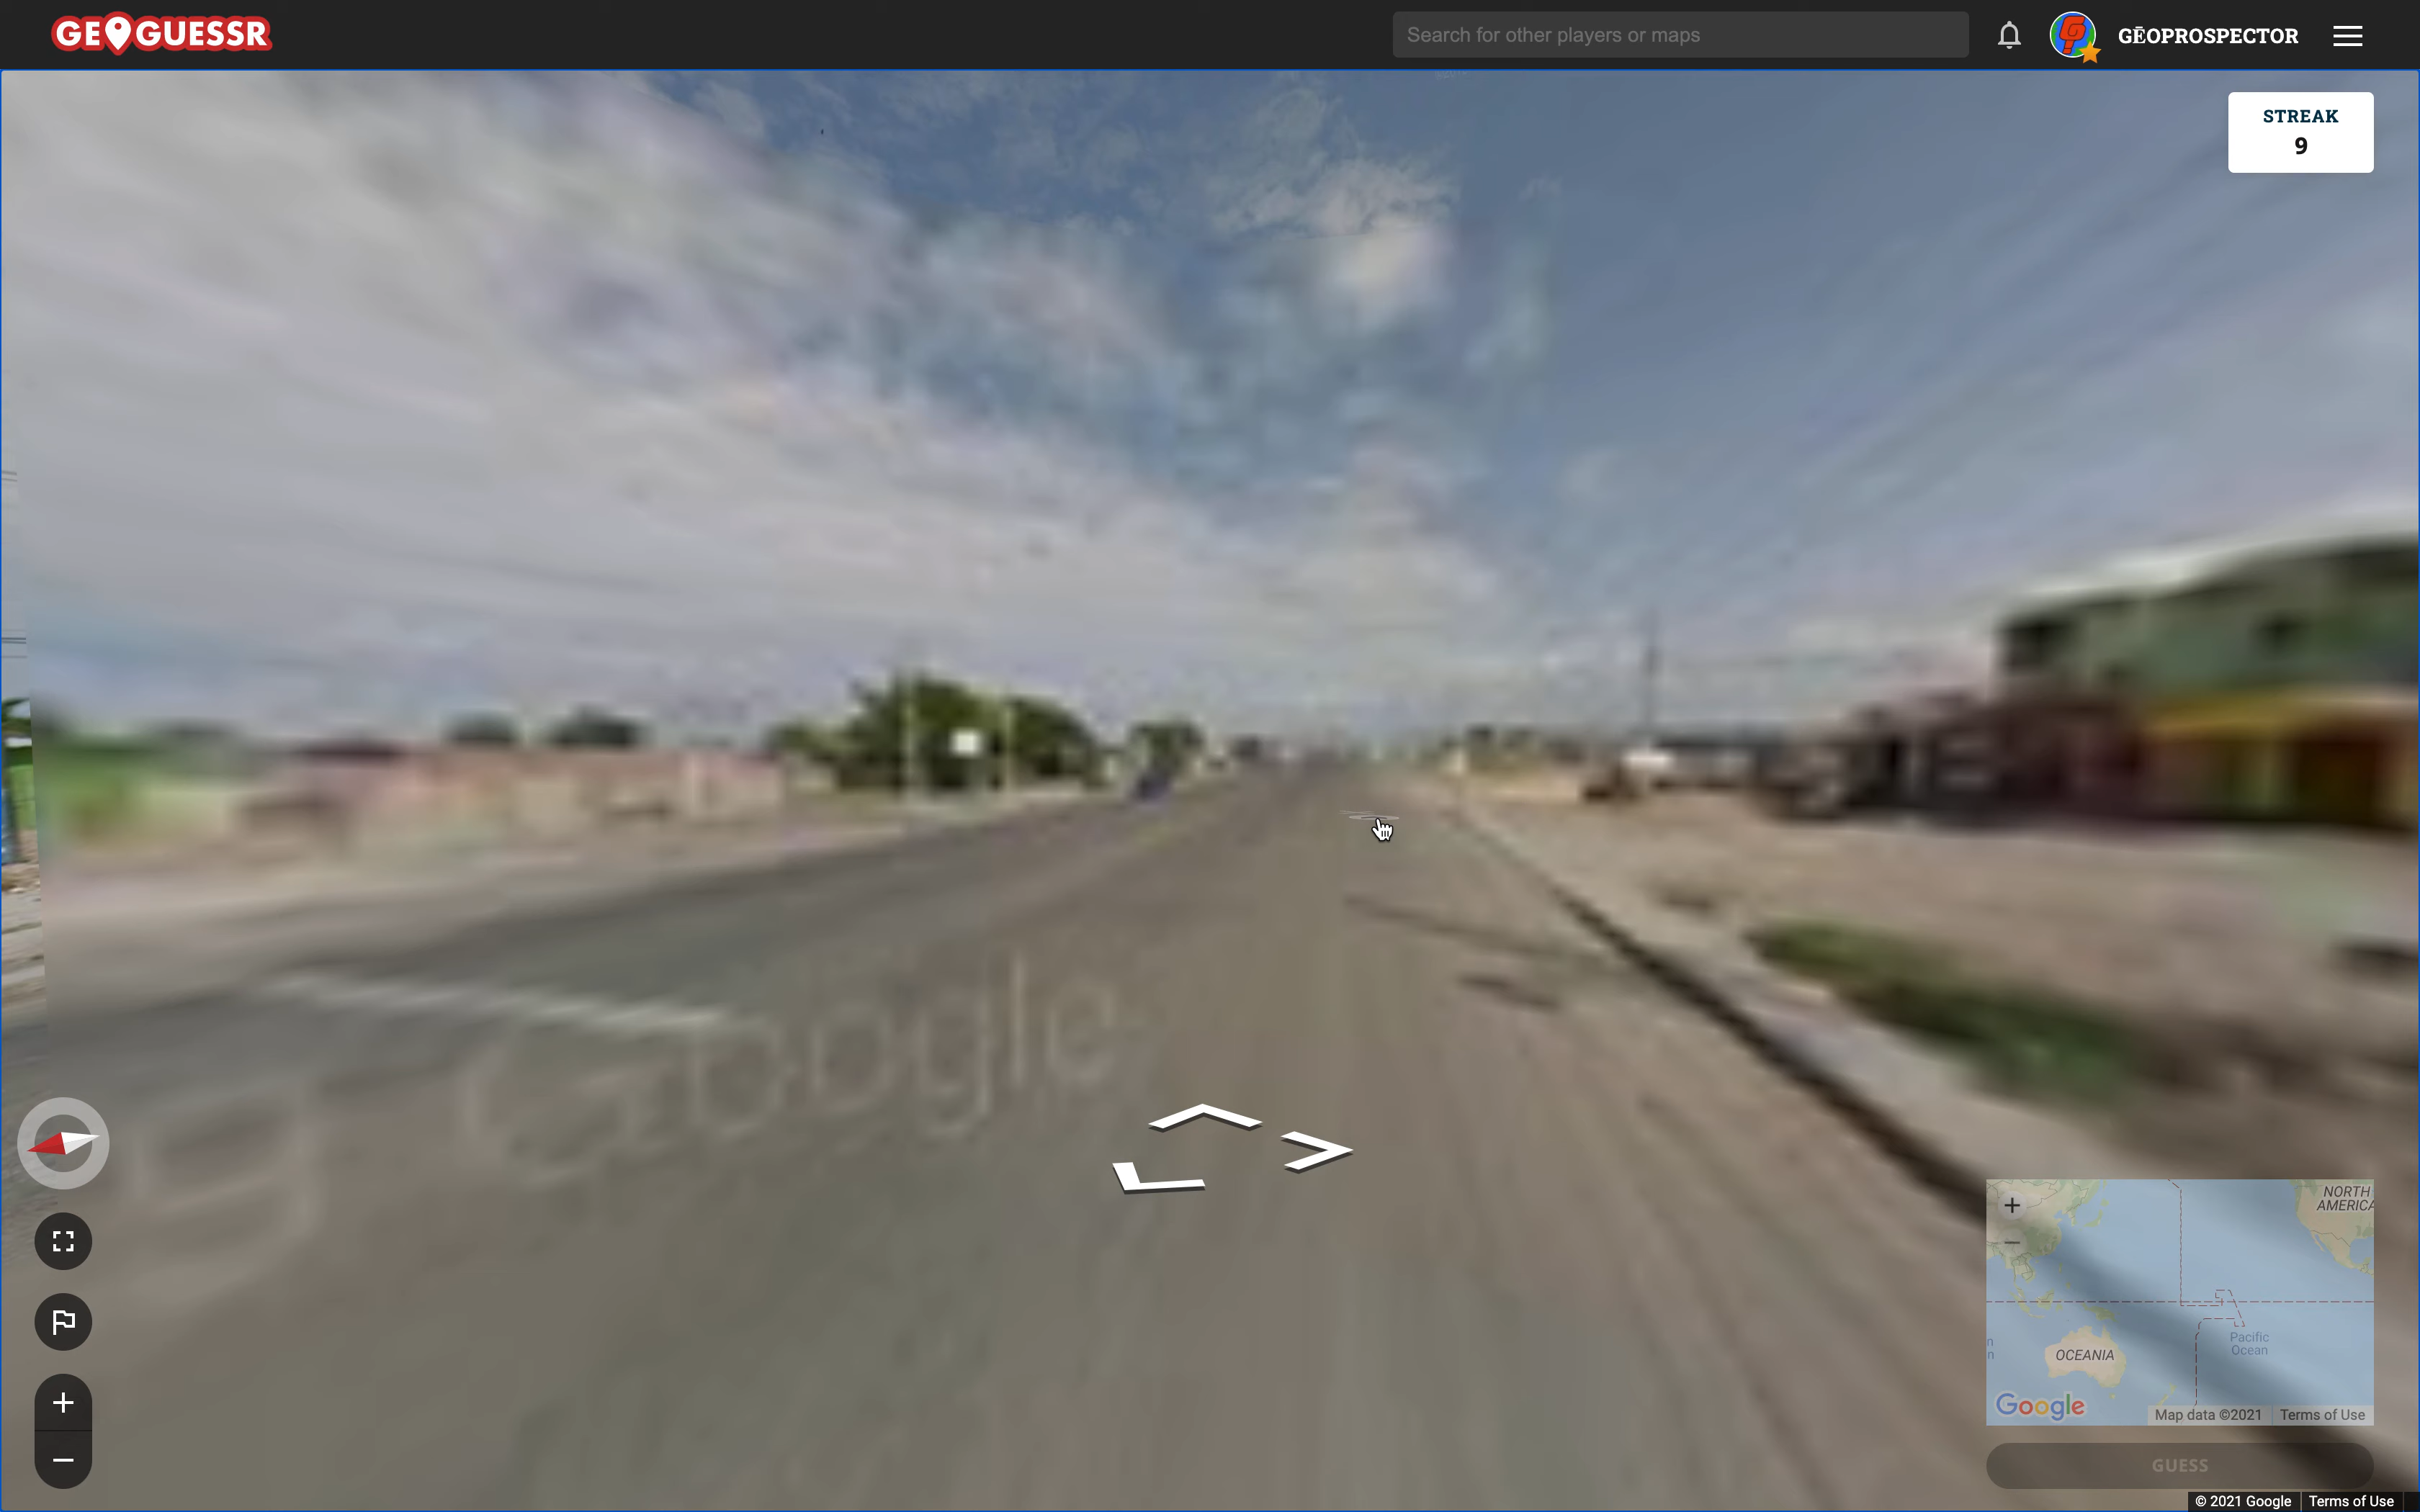 GEOGUESSR
Search for other players or maps
GĒOPROSPECTOR
STREAK
9
Google
NORTH
AMERICA
OCEANIA
Pacific
Ocean
Google
Map data ©2021
Terms of Use
GUESS
© 2021 Google
Terms of Use